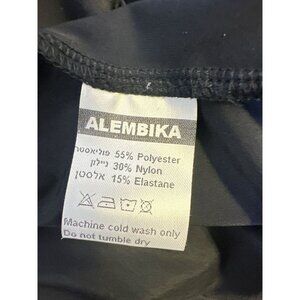 ALEMBIKA
פוליאסטר 55% Polyester
ניילון 30% Nylon
אלסטן 15% Elastane
Machine cold wash only
Do not tumble dry